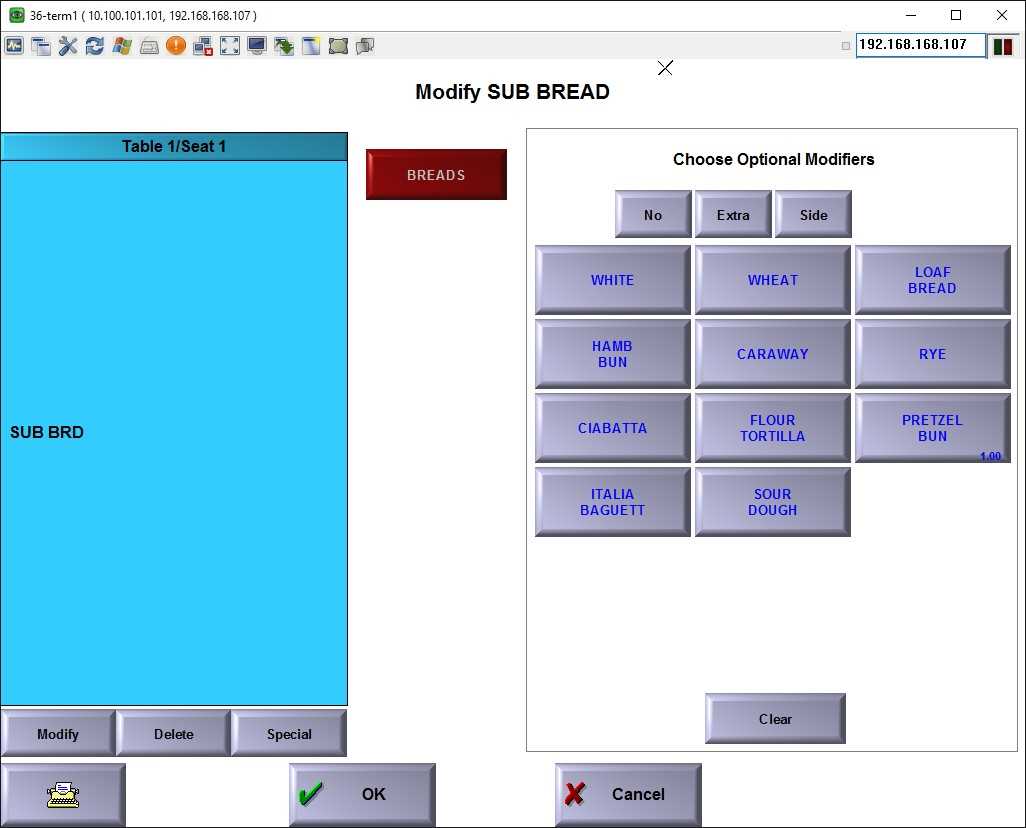 36-term1 ( 10.100.101.101, 192.168.168.107 )
192.168.168.107
Modify SUB BREAD
Table 1/Seat 1
SUB BRD
BREADS
Choose Optional Modifiers
No
Extra
Side
WHITE
WHEAT
LOAF
BREAD
HAMB
BUN
CARAWAY
RYE
CIABATTA
FLOUR
TORTILLA
PRETZEL
BUN
1.00
ITALIA
BAGUETT
SOUR
DOUGH
Clear
Modify
Delete
Special
OK
Cancel